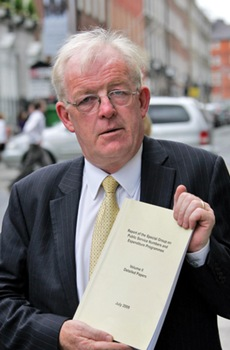 Report of the Special Group on
Public Service Numbers and
Expenditure Programmes
Volume II
Detailed Papers
July 2009